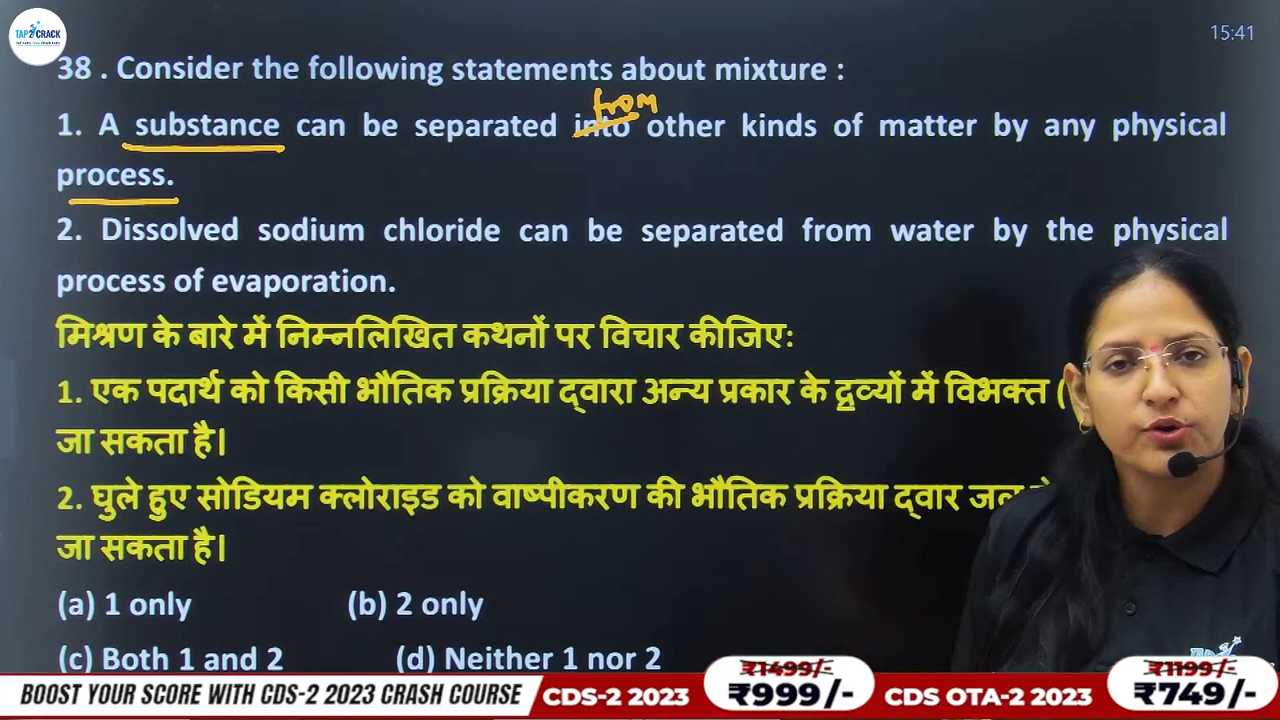 TAP2CRACK
15:41
38 . Consider the following statements about mixture :
from
1. A substance can be separated into other kinds of matter by any physical
process.
2. Dissolved sodium chloride can be separated from water by the physical
process of evaporation.
मिश्रण के बारे में निम्नलिखित कथनों पर विचार कीजिए:
1. एक पदार्थ को किसी भौतिक प्रक्रिया द्वारा अन्य प्रकार के द्रव्यों में विभक्त (
जा सकता है।
2. घुले हुए सोडियम क्लोराइड को वाष्पीकरण की भौतिक प्रक्रिया द्वार जल
जा सकता है।
(a) 1 only (b) 2 only
(c) Both 1 and 2 (d) Neither 1 nor 2
BOOST YOUR SCORE WITH CDS-2 2023 CRASH COURSE CDS-2 2023 ₹1499/- ₹999/- CDS OTA-2 2023 ₹1199/- ₹749/-